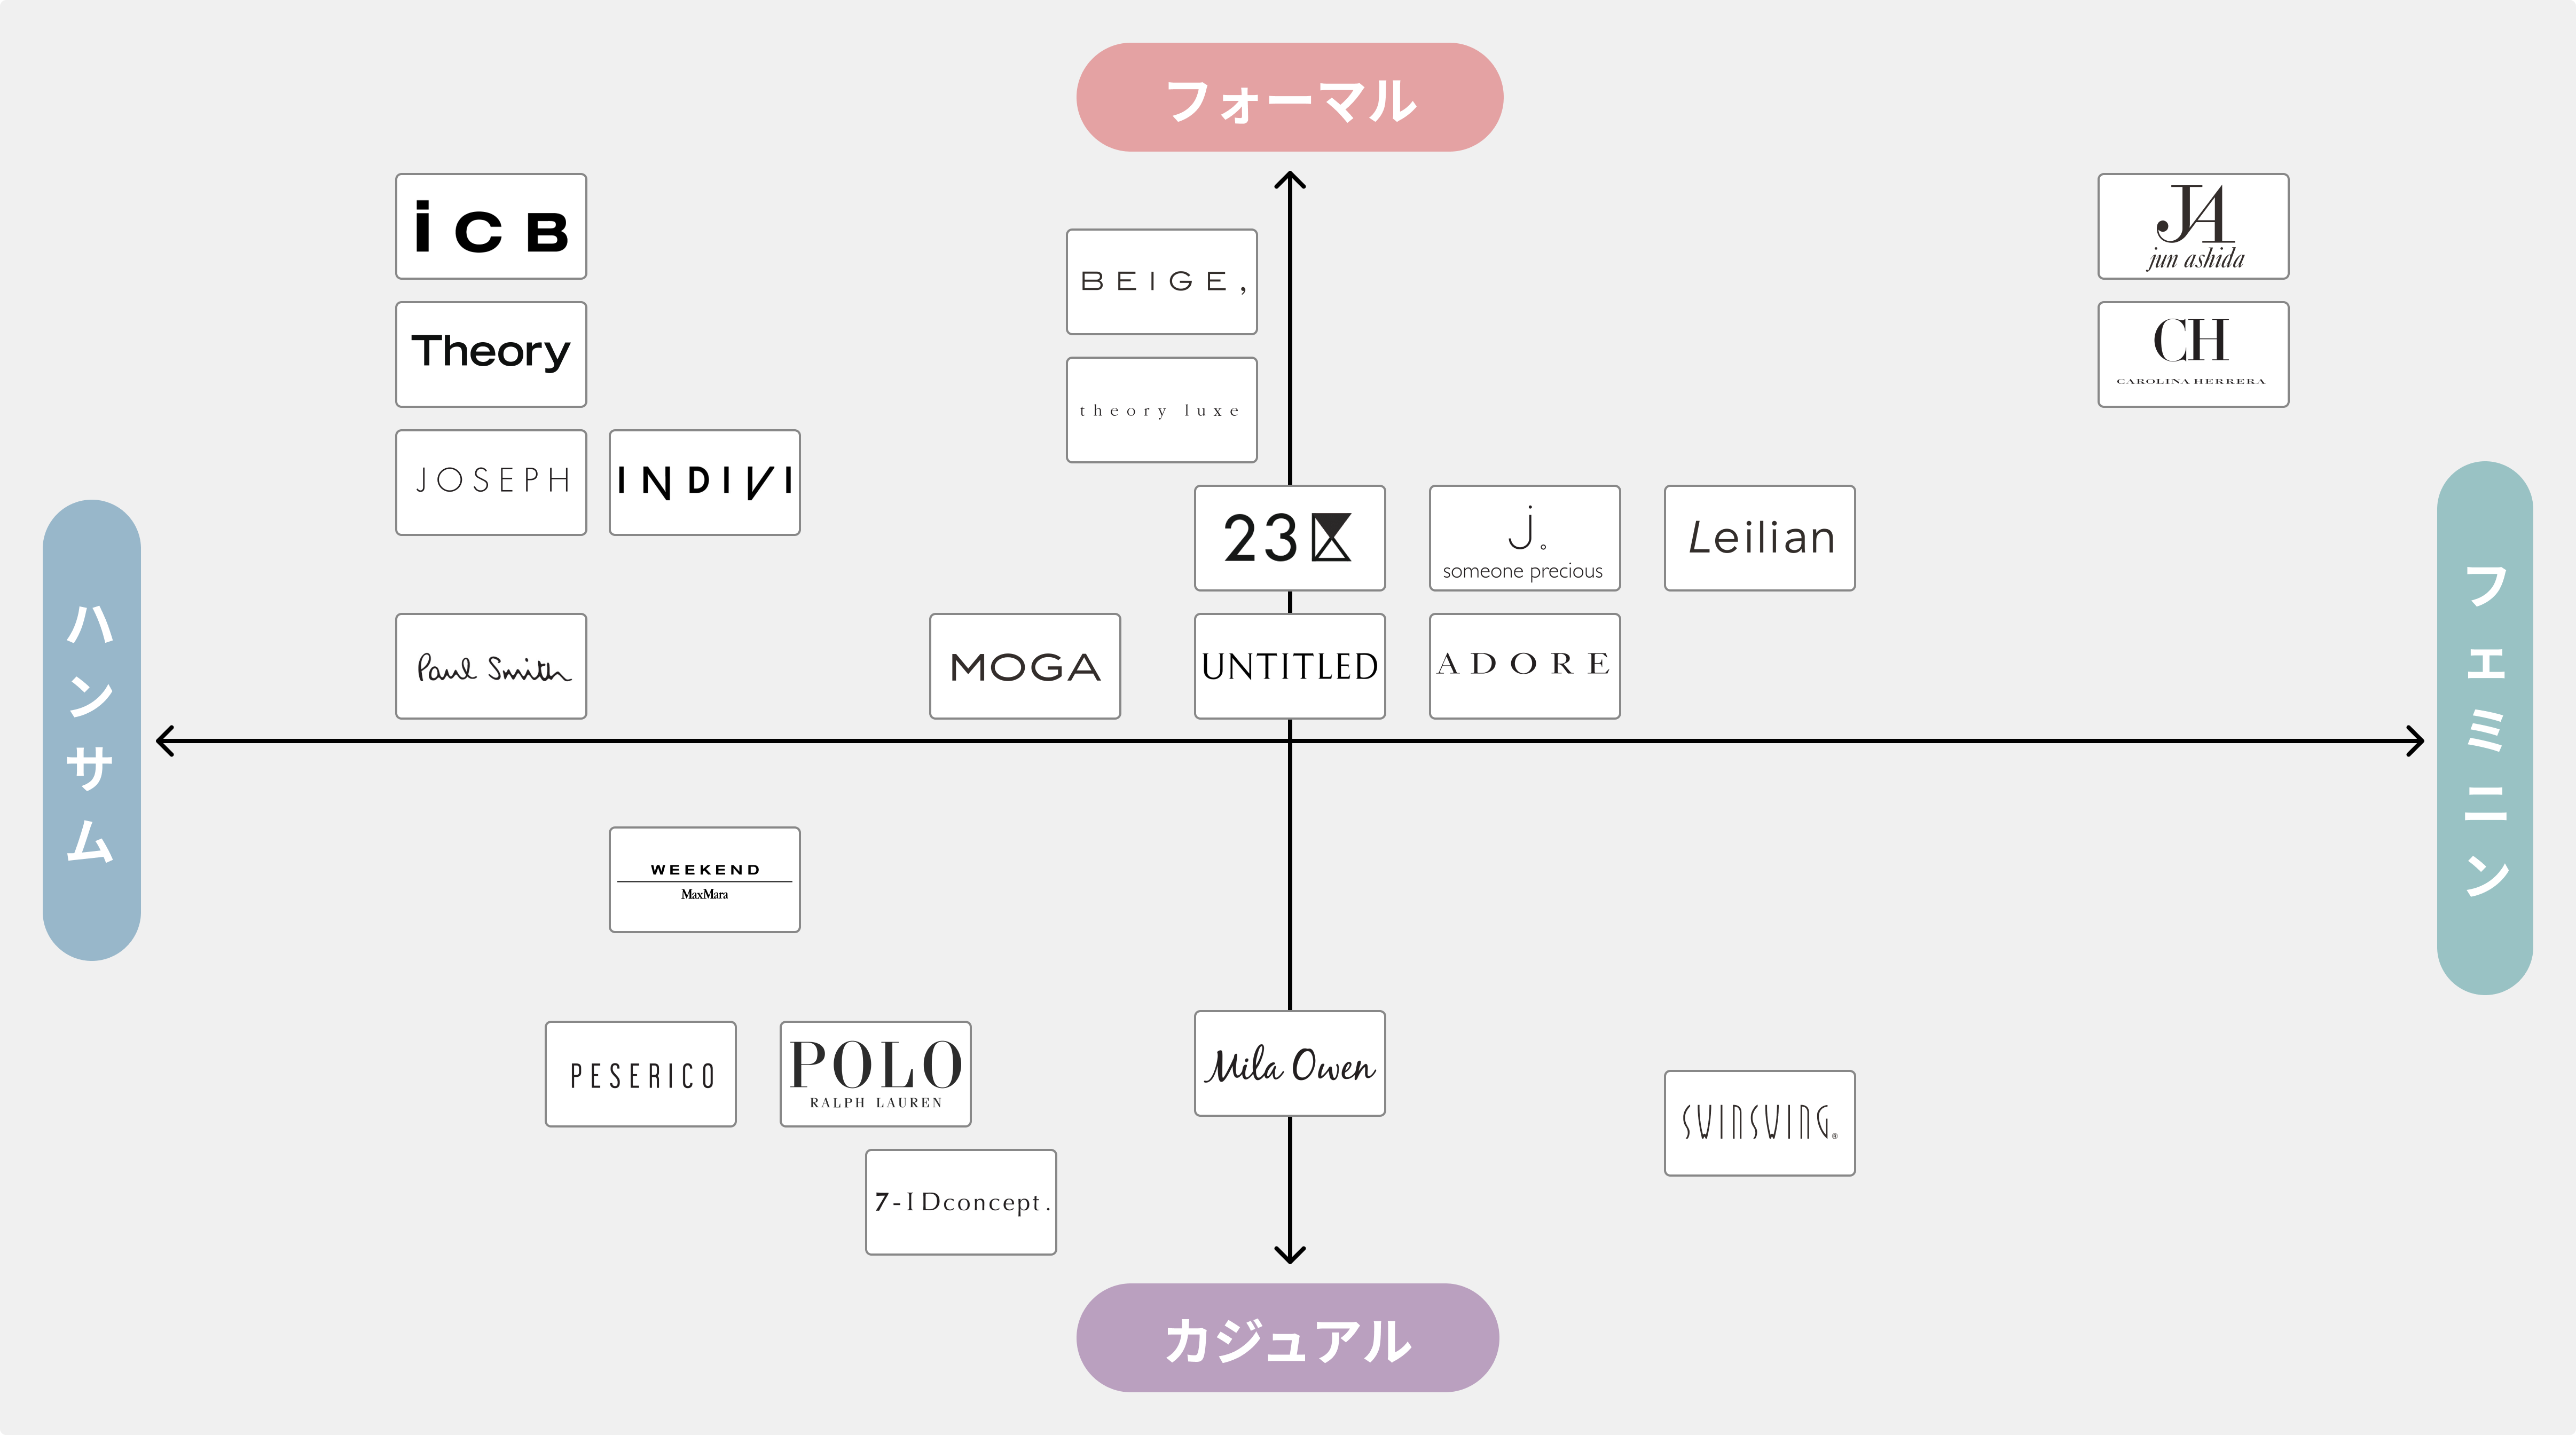 フォーマル
iCB
jun ashida
JA
BEIGE,
Theory
CH
CAROLINA HERRERA
theory luxe
JOSEPH
INDIVI
23区
j。
someone precious
Leilian
ハンサム
フェミニン
Paul Smith
MOGA
UNTITLED
ADORE
WEEKEND
MaxMara
PESERICO
POLO
RALPH LAUREN
Mila Owen
SWINSWING®
7-IDconcept.
カジュアル